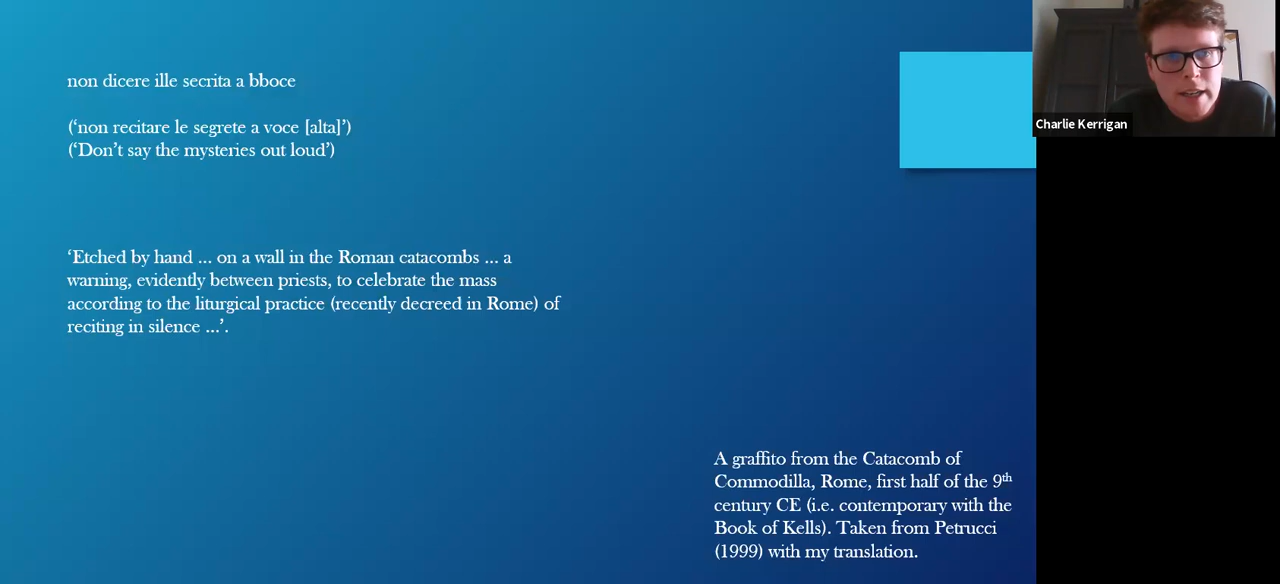 non dicere ille secrita a bboce
(‘non recitare le segrete a voce [alta]’)
(‘Don’t say the mysteries out loud’)
‘Etched by hand ... on a wall in the Roman catacombs ... a
warning, evidently between priests, to celebrate the mass
according to the liturgical practice (recently decreed in Rome) of
reciting in silence ...’.
A graffito from the Catacomb of
Commodilla, Rome, first half of the 9th
century CE (i.e. contemporary with the
Book of Kells). Taken from Petrucci
(1999) with my translation.
Charlie Kerrigan